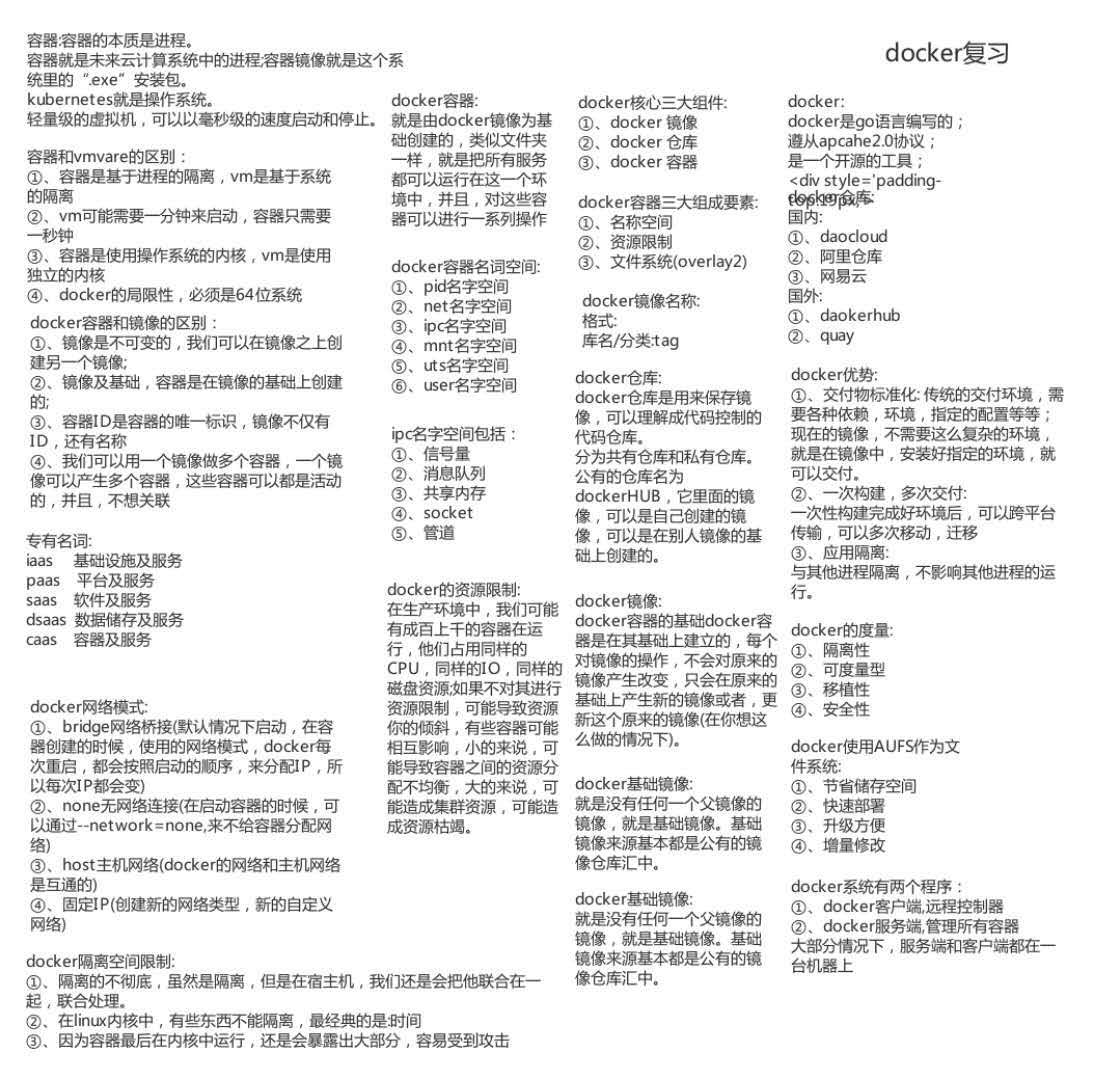 docker复习
容器:容器的本质是进程。
容器就是未来云计算系统中的进程;容器镜像就是这个系
统里的“.exe”安装包。
kubernetes就是操作系统。
轻量级的虚拟机，可以以毫秒级的速度启动和停止。
容器和vmvare的区别：
①、容器是基于进程的隔离，vm是基于系统
的隔离
②、vm可能需要一分钟来启动，容器只需要
一秒钟
③、容器是使用操作系统的内核，vm是使用
独立的内核
④、docker的局限性，必须是64位系统
docker容器和镜像的区别：
①、镜像是不可变的，我们可以在镜像之上创
建另一个镜像;
②、镜像及基础，容器是在镜像的基础上创建
的;
③、容器ID是容器的唯一标识，镜像不仅有
ID，还有名称
④、我们可以用一个镜像做多个容器，一个镜
像可以产生多个容器，这些容器可以都是活动
的，并且，不想关联
专有名词:
iaas 基础设施及服务
paas 平台及服务
saas 软件及服务
dsaas 数据储存及服务
caas 容器及服务
docker网络模式:
①、bridge网络桥接(默认情况下启动，在容
器创建的时候，使用的网络模式，docker每
次重启，都会按照启动的顺序，来分配IP，所
以每次IP都会变)
②、none无网络连接(在启动容器的时候，可
以通过--network=none,来不给容器分配网
络)
③、host主机网络(docker的网络和主机网络
是互通的)
④、固定IP(创建新的网络类型，新的自定义
网络)
docker隔离空间限制:
①、隔离的不彻底，虽然是隔离，但是在宿主机，我们还是会把他联合在一
起，联合处理。
②、在linux内核中，有些东西不能隔离，最经典的是:时间
③、因为容器最后在内核中运行，还是会暴露出大部分，容易受到攻击
docker容器:
就是由docker镜像为基
础创建的，类似文件夹
一样，就是把所有服务
都可以运行在这一个环
境中，并且，对这些容
器可以进行一系列操作
docker容器名词空间:
①、pid名字空间
②、net名字空间
③、ipc名字空间
④、mnt名字空间
⑤、uts名字空间
⑥、user名字空间
ipc名字空间包括：
①、信号量
②、消息队列
③、共享内存
④、socket
⑤、管道
docker的资源限制:
在生产环境中，我们可能
有成百上千的容器在运
行，他们占用同样的
CPU，同样的IO，同样的
磁盘资源;如果不对其进行
资源限制，可能导致资源
你的倾斜，有些容器可能
相互影响，小的来说，可
能导致容器之间的资源分
配不均衡，大的来说，可
能造成集群资源，可能造
成资源枯竭。
docker核心三大组件:
①、docker 镜像
②、docker 仓库
③、docker 容器
docker容器三大组成要素:
①、名称空间
②、资源限制
③、文件系统(overlay2)
docker镜像名称:
格式:
库名/分类:tag
docker仓库:
docker仓库是用来保存镜
像，可以理解成代码控制的
代码仓库。
分为共有仓库和私有仓库。
公有的仓库名为
dockerHUB，它里面的镜
像，可以是自己创建的镜
像，可以是在别人镜像的基
础上创建的。
docker镜像:
docker容器的基础docker容
器是在其基础上建立的，每个
对镜像的操作，不会对原来的
镜像产生改变，只会在原来的
基础上产生新的镜像或者，更
新这个原来的镜像(在你想这
么做的情况下)。
docker基础镜像:
就是没有任何一个父镜像的
镜像，就是基础镜像。基础
镜像来源基本都是公有的镜
像仓库汇中。
docker基础镜像:
就是没有任何一个父镜像的
镜像，就是基础镜像。基础
镜像来源基本都是公有的镜
像仓库汇中。
docker:
docker是go语言编写的；
遵从apcahe2.0协议；
是一个开源的工具；
<div style='padding-
docker仓库:
国内:
①、daocloud
②、阿里仓库
③、网易云
国外:
①、daokerhub
②、quay
docker优势:
①、交付物标准化: 传统的交付环境，需
要各种依赖，环境，指定的配置等等；
现在的镜像，不需要这么复杂的环境，
就是在镜像中，安装好指定的环境，就
可以交付。
②、一次构建，多次交付:
一次性构建完成好环境后，可以跨平台
传输，可以多次移动，迁移
③、应用隔离:
与其他进程隔离，不影响其他进程的运
行。
docker的度量:
①、隔离性
②、可度量型
③、移植性
④、安全性
docker使用AUFS作为文
件系统:
①、节省储存空间
②、快速部署
③、升级方便
④、增量修改
docker系统有两个程序：
①、docker客户端,远程控制器
②、docker服务端,管理所有容器
大部分情况下，服务端和客户端都在一
台机器上